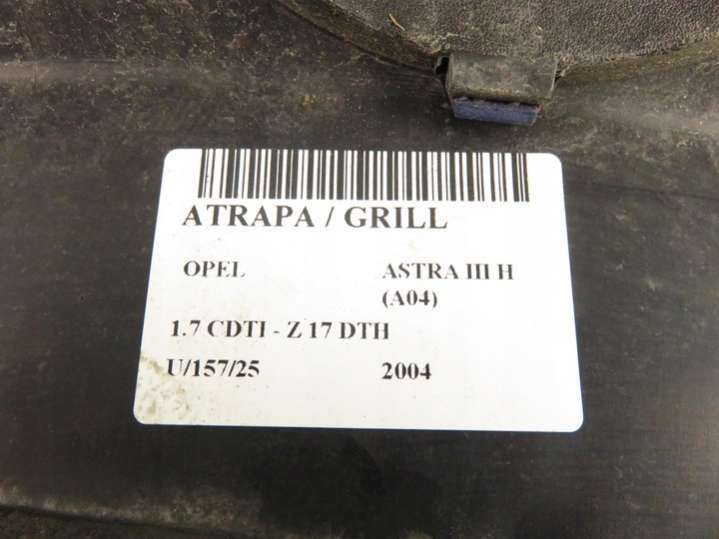 ATRAPA / GRILL
OPEL ASTRA III H
(A04)
1.7 CDTI - Z 17 DTH
U/157/25 2004